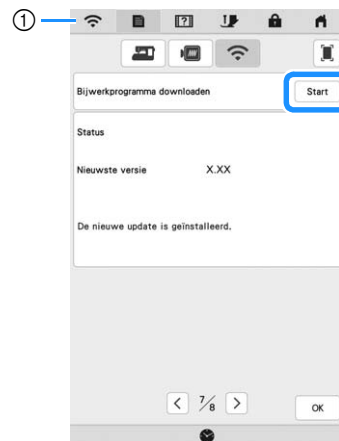 ①
Bijwerkprogramma downloaden Start
Status
Nieuwste versie X.XX
De nieuwe update is geïnstalleerd.
< 7/8 >
OK